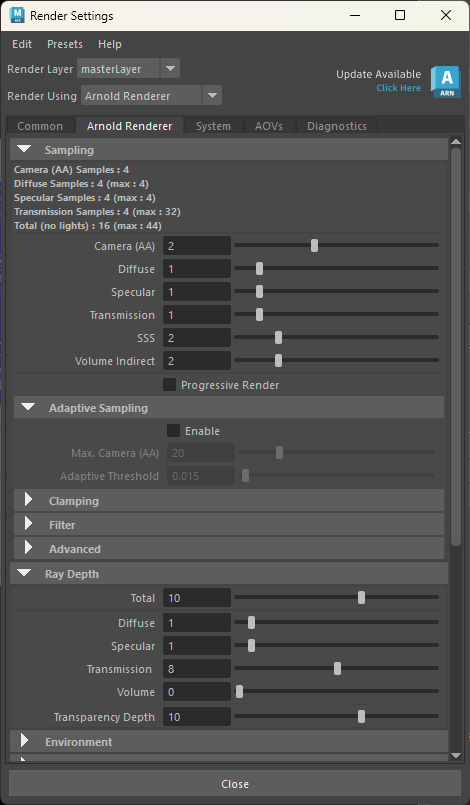 Render Settings
Edit Presets Help
Render Layer masterLayer
Update Available
Click Here
ARN
Render Using Arnold Renderer
Common Arnold Renderer System AOVs Diagnostics
Sampling
Camera (AA) Samples : 4
Diffuse Samples : 4 (max : 4)
Specular Samples : 4 (max : 4)
Transmission Samples : 4 (max : 32)
Total (no lights) : 16 (max : 44)
Camera (AA) 2
Diffuse 1
Specular 1
Transmission 1
SSS 2
Volume Indirect 2
Progressive Render
Adaptive Sampling
Enable
Max. Camera (AA) 20
Adaptive Threshold 0.015
Clamping
Filter
Advanced
Ray Depth
Total 10
Diffuse 1
Specular 1
Transmission 8
Volume 0
Transparency Depth 10
Environment
Close